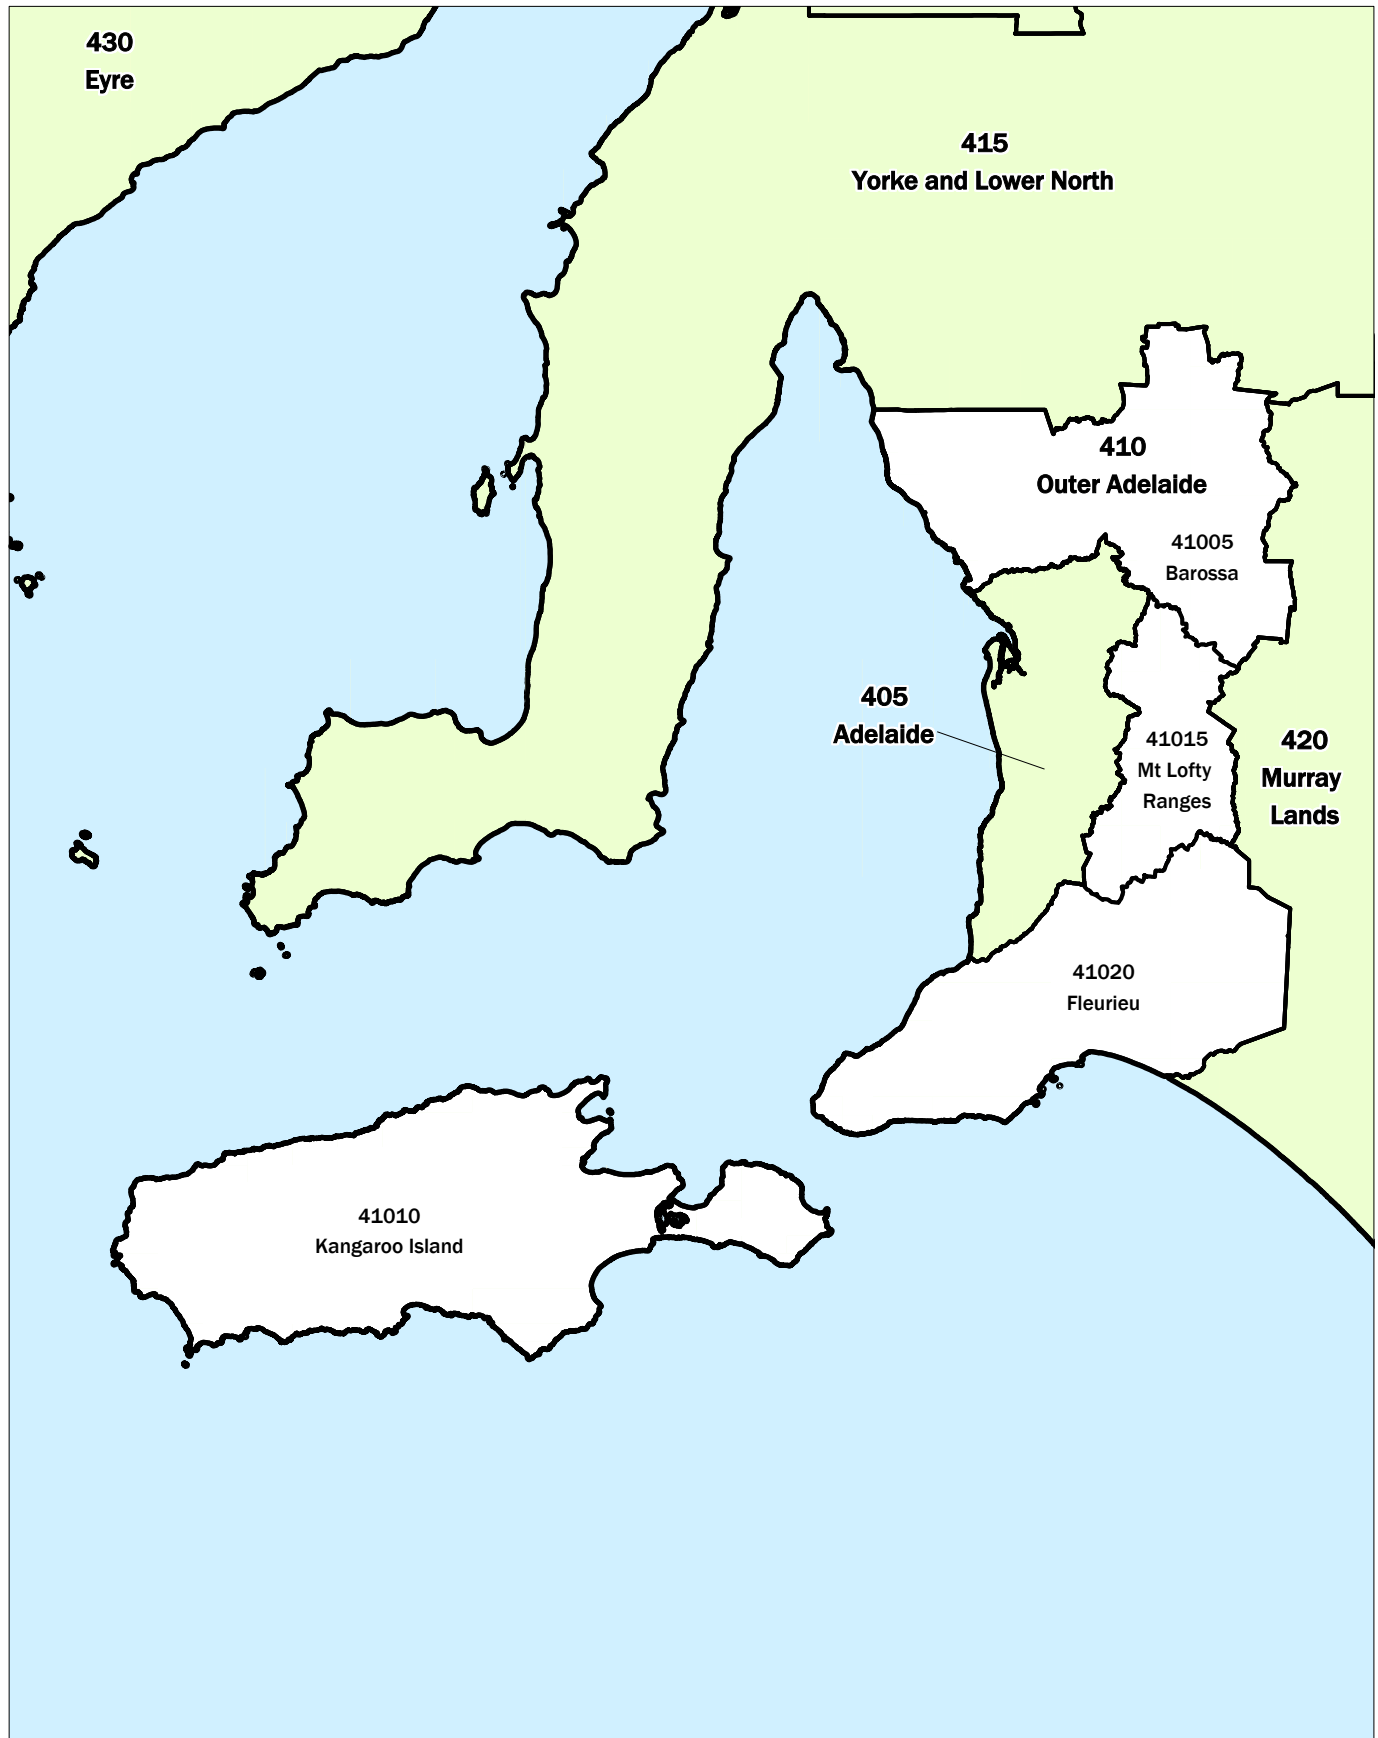 430
Eyre
415
Yorke and Lower North
410
Outer Adelaide
41005
Barossa
405
Adelaide
41015
Mt Lofty
Ranges
420
Murray
Lands
41020
Fleurieu
41010
Kangaroo Island